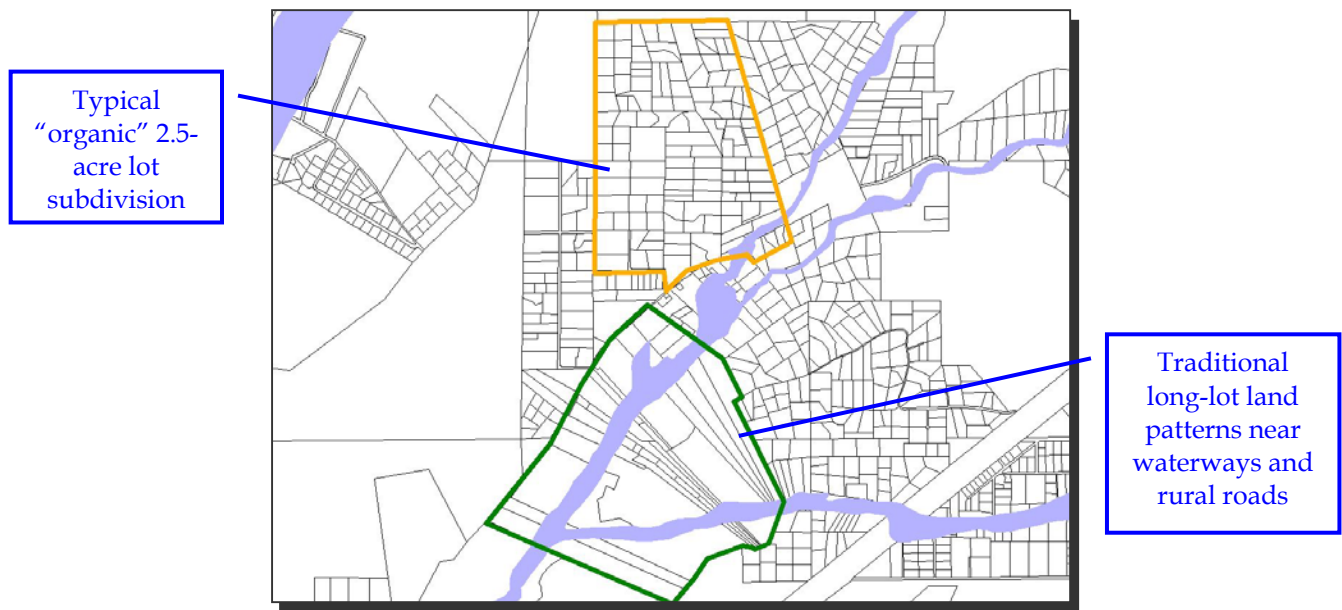 Typical
“organic” 2.5-
acre lot
subdivision
Traditional
long-lot land
patterns near
waterways and
rural roads